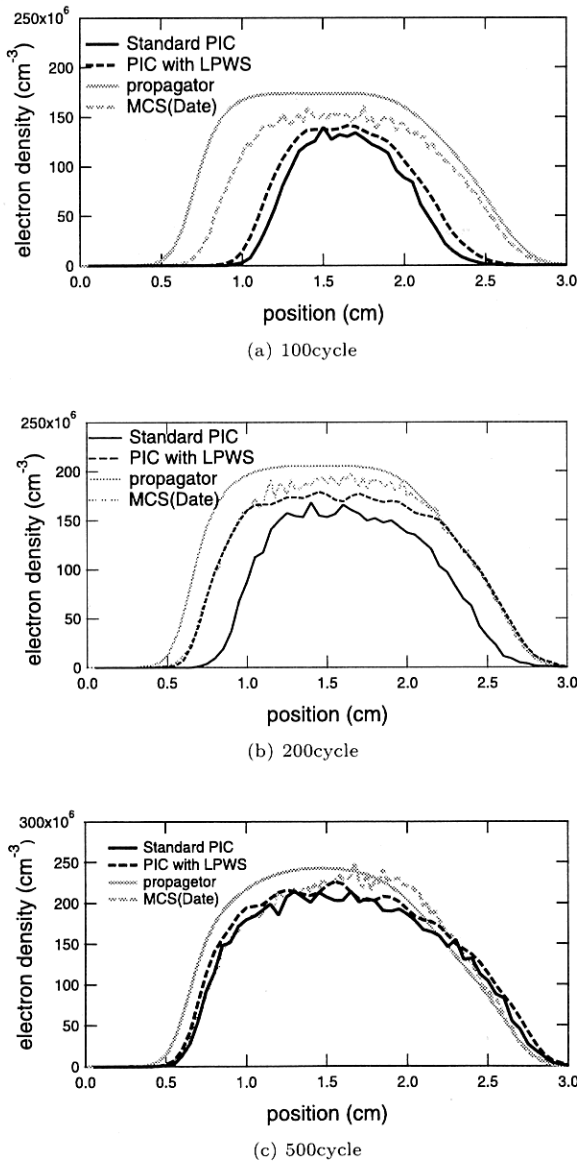 250x10⁶
200
150
100
50
0
electron density (cm⁻³)
Standard PIC
PIC with LPWS
propagator
MCS(Date)
0.0 0.5 1.0 1.5 2.0 2.5 3.0
position (cm)
(a) 100cycle
250x10⁶
200
150
100
50
0
electron density (cm⁻³)
Standard PIC
PIC with LPWS
propagator
MCS(Date)
0.0 0.5 1.0 1.5 2.0 2.5 3.0
position (cm)
(b) 200cycle
300x10⁶
250
200
150
100
50
0
electron density (cm⁻³)
Standard PIC
PIC with LPWS
propagetor
MCS(Date)
0.0 0.5 1.0 1.5 2.0 2.5 3.0
position (cm)
(c) 500cycle